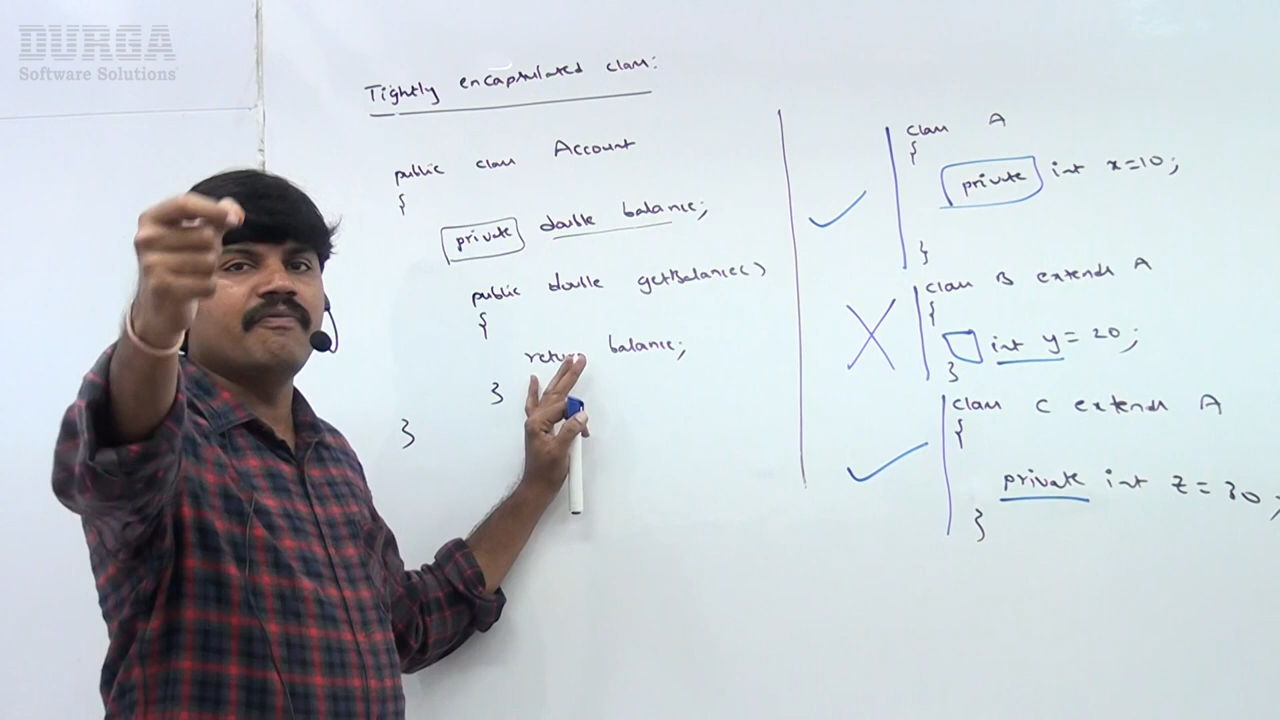 DURGA
Software Solutions
Tightly encapsulated class:
public class Account
{
private double balance;
public double getBalance()
{
return balance;
}
}
class A
{
private int x=10;
}
class B extends A
{
int y=20;
}
class C extends A
{
private int z=30;
}